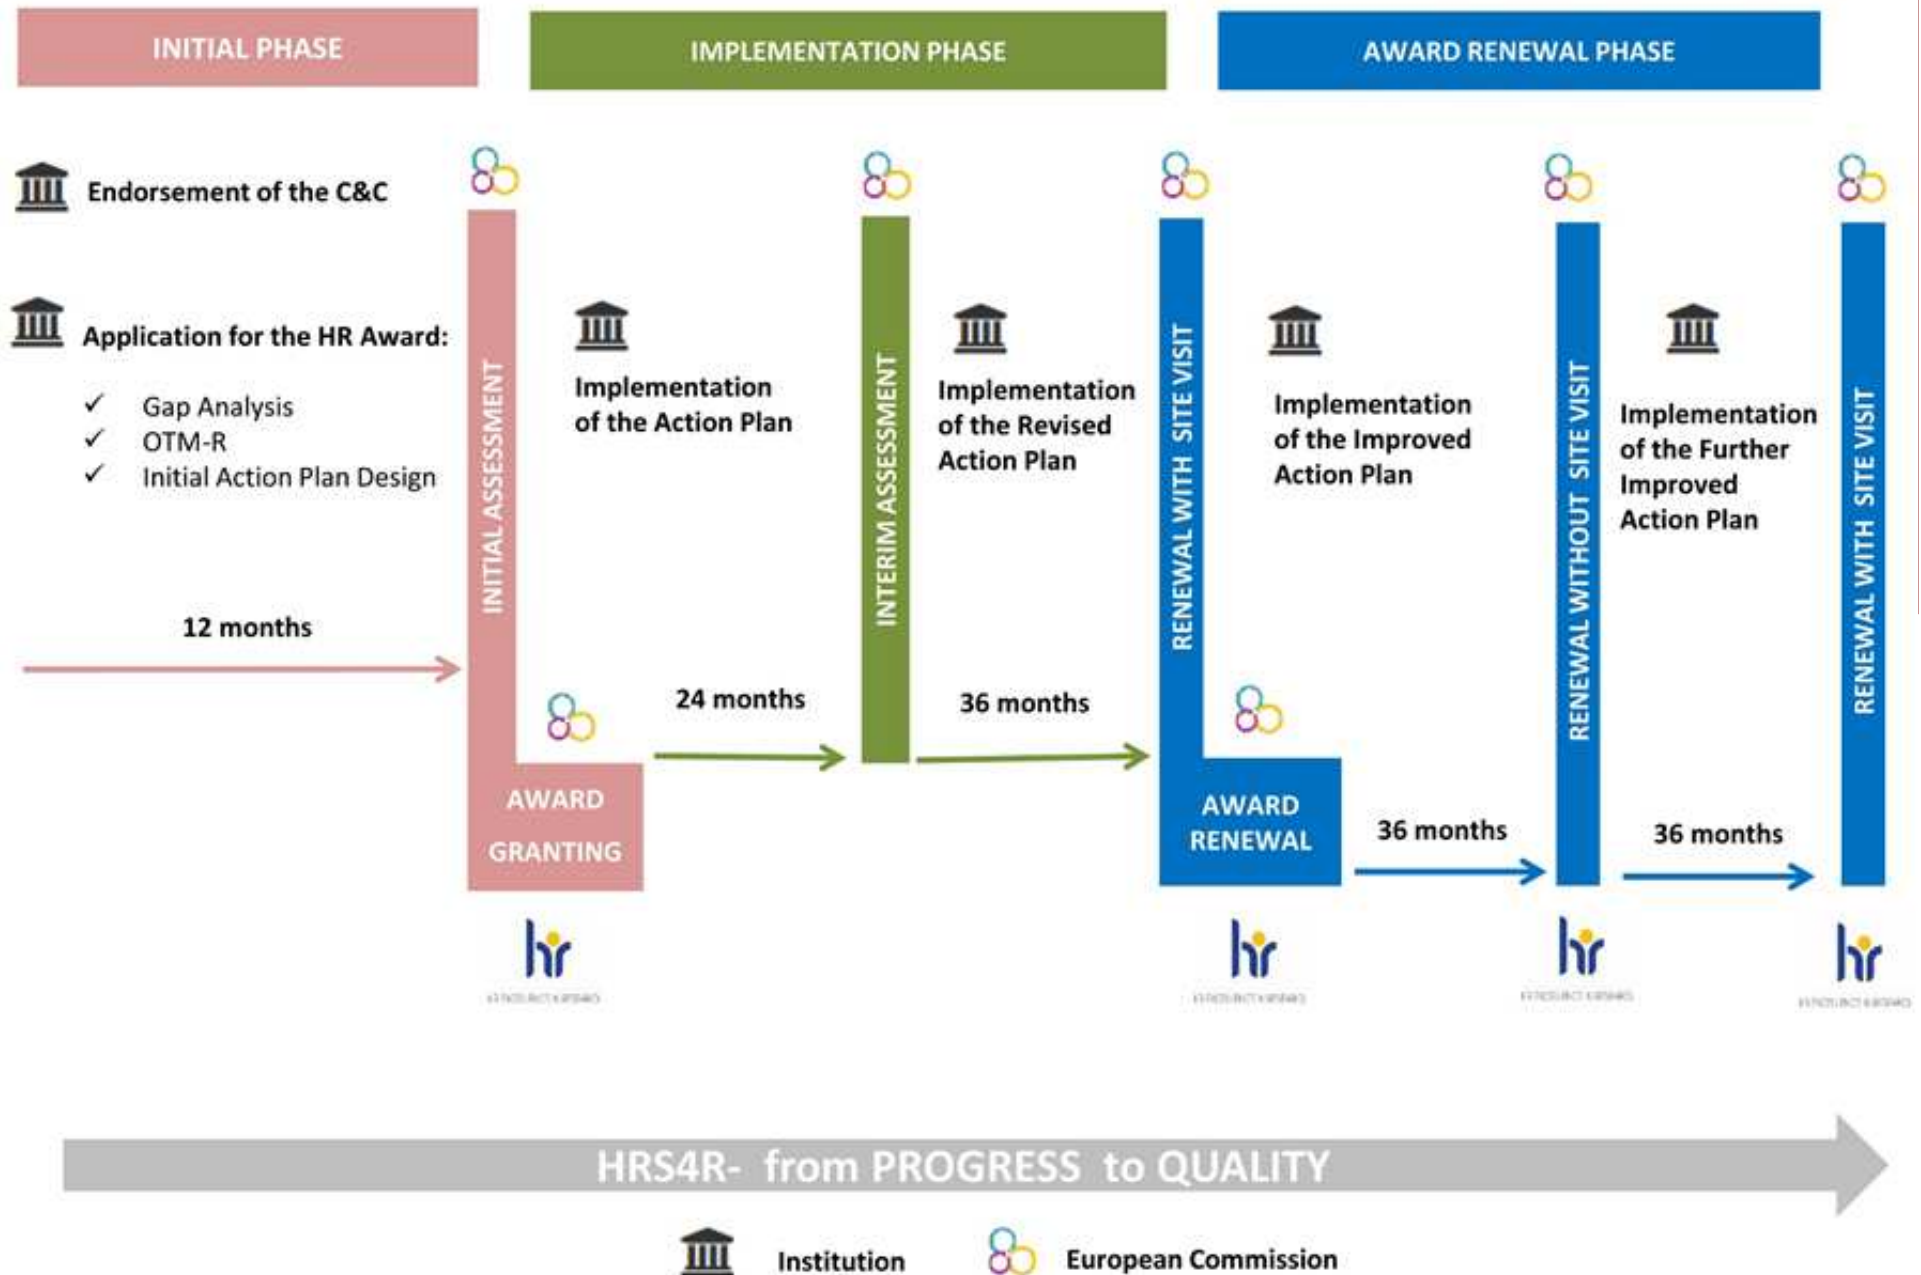 INITIAL PHASE
IMPLEMENTATION PHASE
AWARD RENEWAL PHASE
Endorsement of the C&C
Application for the HR Award:
✓ Gap Analysis
✓ OTM-R
✓ Initial Action Plan Design
12 months
INITIAL ASSESSMENT
AWARD
GRANTING
hr
Implementation
of the Action Plan
24 months
INTERIM ASSESSMENT
Implementation
of the Revised
Action Plan
36 months
RENEWAL WITH SITE VISIT
AWARD
RENEWAL
hr
Implementation
of the Improved
Action Plan
36 months
RENEWAL WITHOUT SITE VISIT
hr
Implementation
of the Further
Improved
Action Plan
36 months
RENEWAL WITH SITE VISIT
hr
HRS4R- from PROGRESS to QUALITY
Institution
European Commission